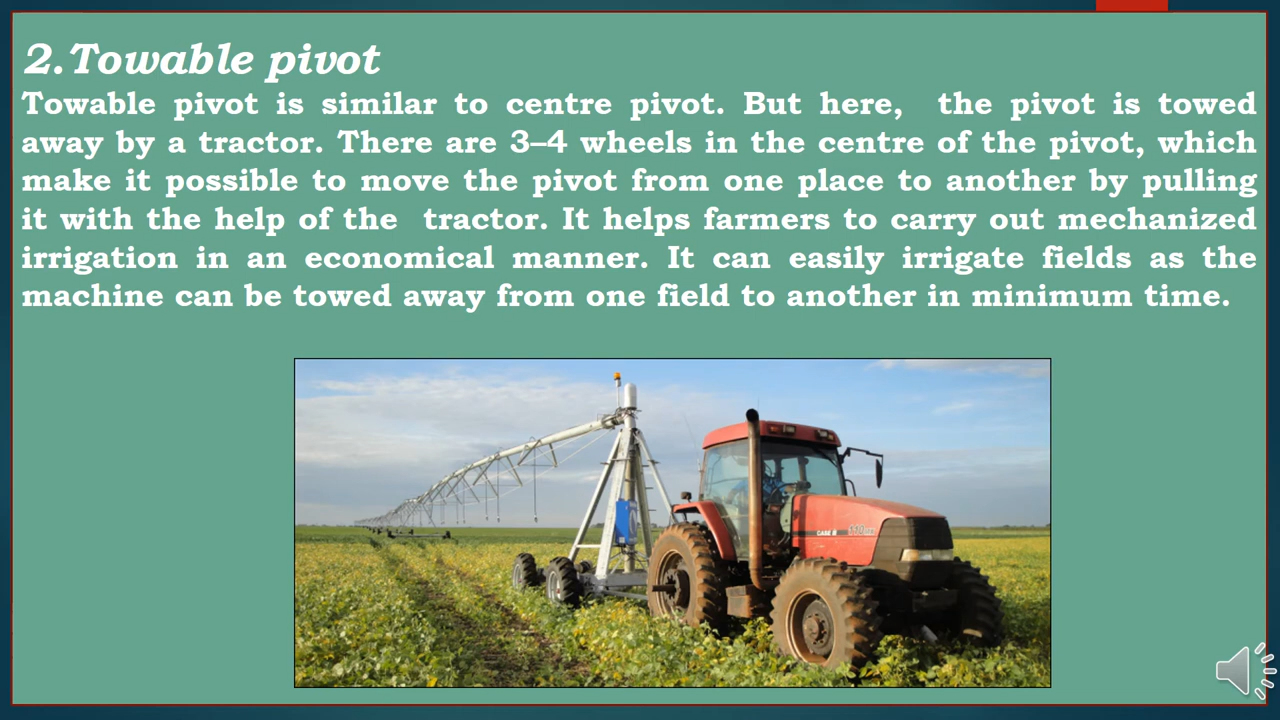 2.Towable pivot
Towable pivot is similar to centre pivot. But here, the pivot is towed
away by a tractor. There are 3–4 wheels in the centre of the pivot, which
make it possible to move the pivot from one place to another by pulling
it with the help of the tractor. It helps farmers to carry out mechanized
irrigation in an economical manner. It can easily irrigate fields as the
machine can be towed away from one field to another in minimum time.
CASE III